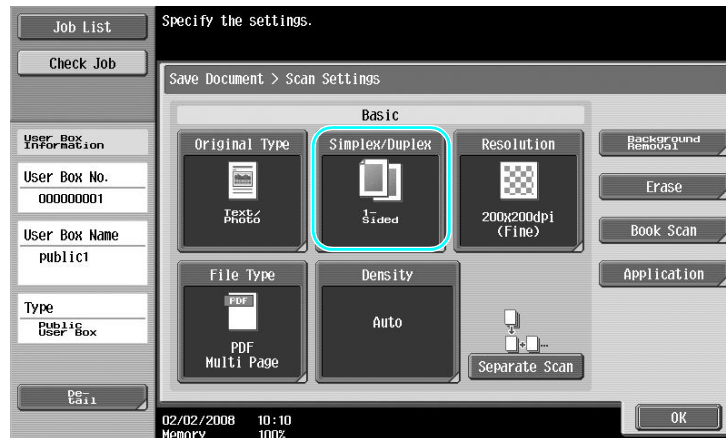 Job List
Check Job
User Box
Information
User Box No.
000000001
User Box Name
public1
Type
Public
User Box
De-
tail
Specify the settings.
Save Document > Scan Settings
Basic
Original Type
Text/
Photo
Simplex/Duplex
1-
Sided
Resolution
200x200dpi
(Fine)
File Type
PDF
PDF
Multi Page
Density
Auto
Separate Scan
Background
Removal
Erase
Book Scan
Application
02/02/2008 10:10
Memory 100%
OK